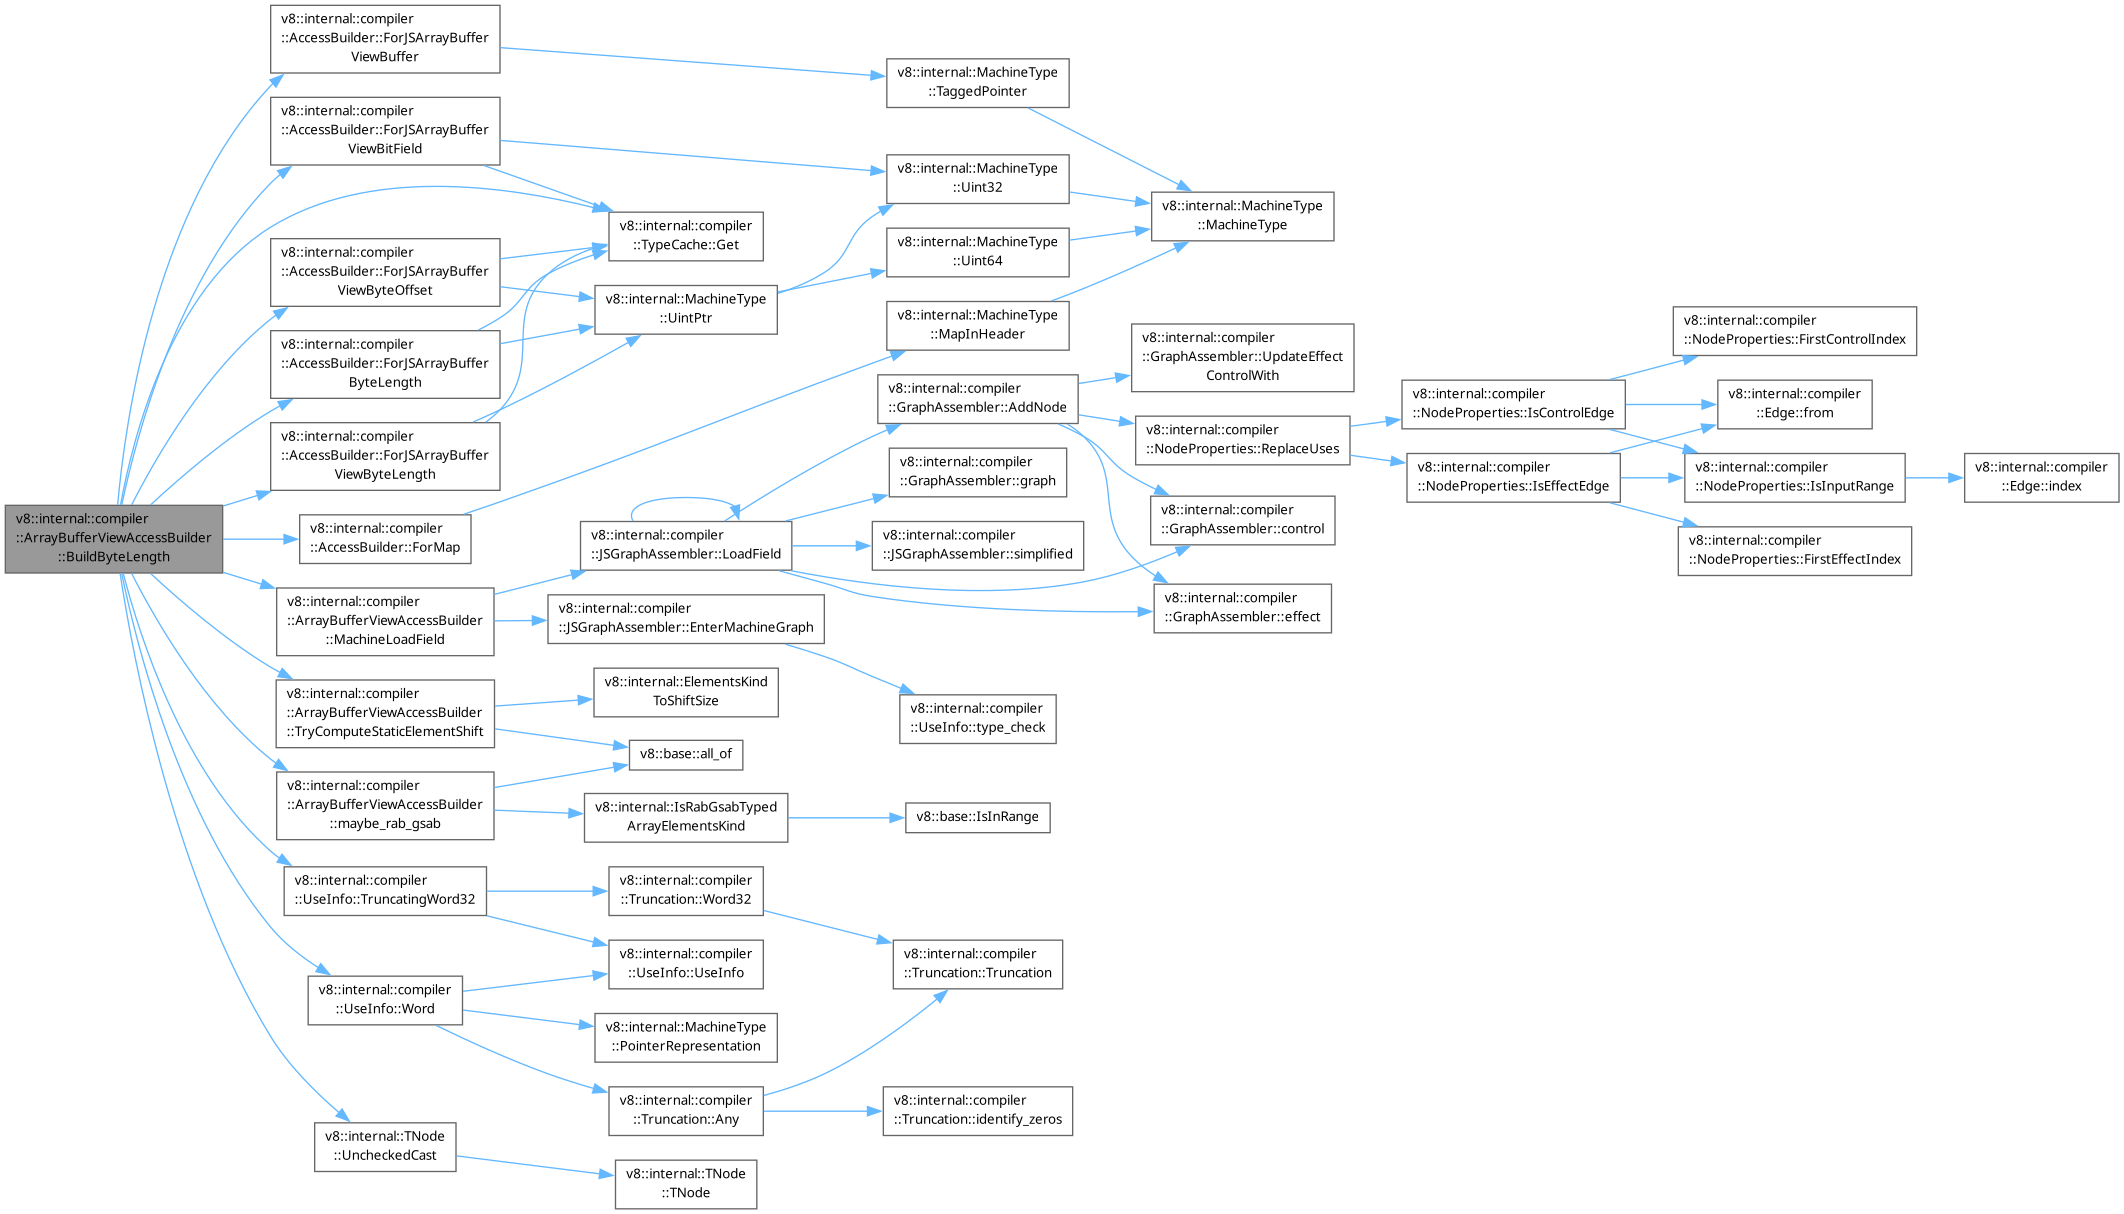 v8::internal::compiler
::ArrayBufferViewAccessBuilder
::BuildByteLength
v8::internal::compiler
::AccessBuilder::ForJSArrayBuffer
ViewBuffer
v8::internal::compiler
::AccessBuilder::ForJSArrayBuffer
ViewBitField
v8::internal::compiler
::AccessBuilder::ForJSArrayBuffer
ViewByteOffset
v8::internal::compiler
::AccessBuilder::ForJSArrayBuffer
ByteLength
v8::internal::compiler
::AccessBuilder::ForJSArrayBuffer
ViewByteLength
v8::internal::compiler
::AccessBuilder::ForMap
v8::internal::compiler
::ArrayBufferViewAccessBuilder
::MachineLoadField
v8::internal::compiler
::ArrayBufferViewAccessBuilder
::TryComputeStaticElementShift
v8::internal::compiler
::ArrayBufferViewAccessBuilder
::maybe_rab_gsab
v8::internal::compiler
::UseInfo::TruncatingWord32
v8::internal::compiler
::UseInfo::Word
v8::internal::TNode
::UncheckedCast
v8::internal::compiler
::TypeCache::Get
v8::internal::MachineType
::UintPtr
v8::internal::compiler
::JSGraphAssembler::LoadField
v8::internal::compiler
::JSGraphAssembler::EnterMachineGraph
v8::internal::ElementsKind
ToShiftSize
v8::base::all_of
v8::internal::IsRabGsabTyped
ArrayElementsKind
v8::internal::compiler
::Truncation::Word32
v8::internal::compiler
::UseInfo::UseInfo
v8::internal::MachineType
::PointerRepresentation
v8::internal::compiler
::Truncation::Any
v8::internal::TNode
::TNode
v8::internal::MachineType
::TaggedPointer
v8::internal::MachineType
::Uint32
v8::internal::MachineType
::Uint64
v8::internal::MachineType
::MapInHeader
v8::internal::compiler
::GraphAssembler::AddNode
v8::internal::compiler
::GraphAssembler::graph
v8::internal::compiler
::JSGraphAssembler::simplified
v8::internal::compiler
::UseInfo::type_check
v8::base::IsInRange
v8::internal::compiler
::Truncation::Truncation
v8::internal::compiler
::Truncation::identify_zeros
v8::internal::MachineType
::MachineType
v8::internal::compiler
::GraphAssembler::UpdateEffect
ControlWith
v8::internal::compiler
::NodeProperties::ReplaceUses
v8::internal::compiler
::GraphAssembler::control
v8::internal::compiler
::GraphAssembler::effect
v8::internal::compiler
::NodeProperties::IsControlEdge
v8::internal::compiler
::NodeProperties::IsEffectEdge
v8::internal::compiler
::NodeProperties::FirstControlIndex
v8::internal::compiler
::Edge::from
v8::internal::compiler
::NodeProperties::IsInputRange
v8::internal::compiler
::NodeProperties::FirstEffectIndex
v8::internal::compiler
::Edge::index